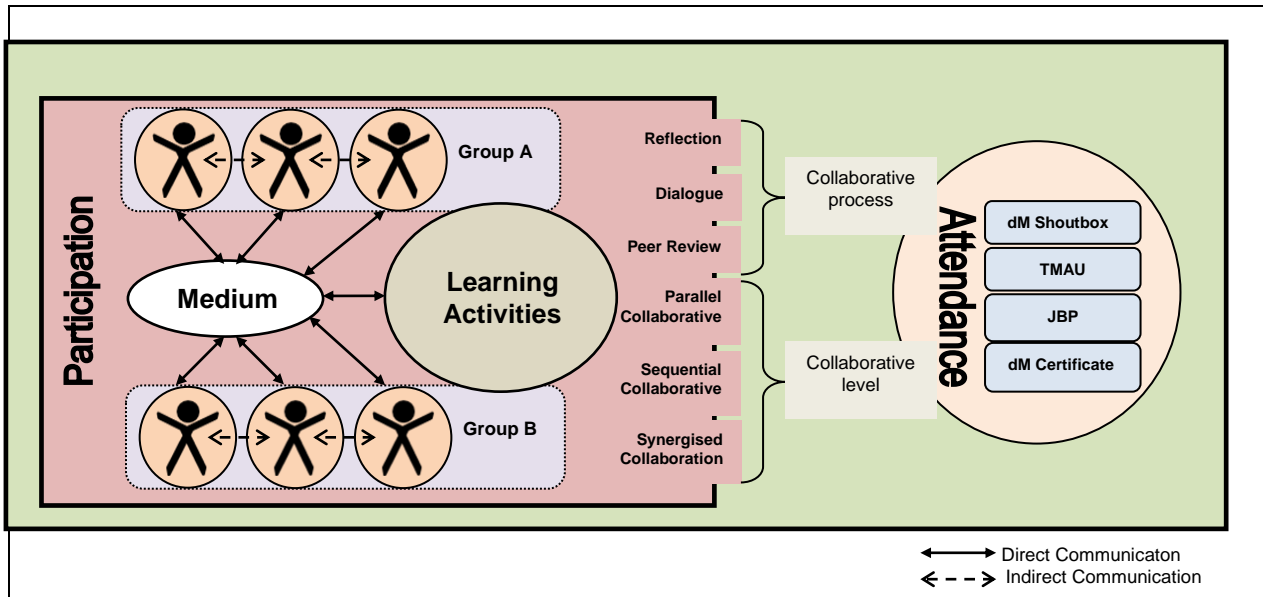 Participation
Group A
Medium
Learning
Activities
Group B
Reflection
Dialogue
Peer Review
Parallel
Collaborative
Sequential
Collaborative
Synergised
Collaboration
Collaborative
process
Collaborative
level
Attendance
dM Shoutbox
TMAU
JBP
dM Certificate
Direct Communicaton
Indirect Communication